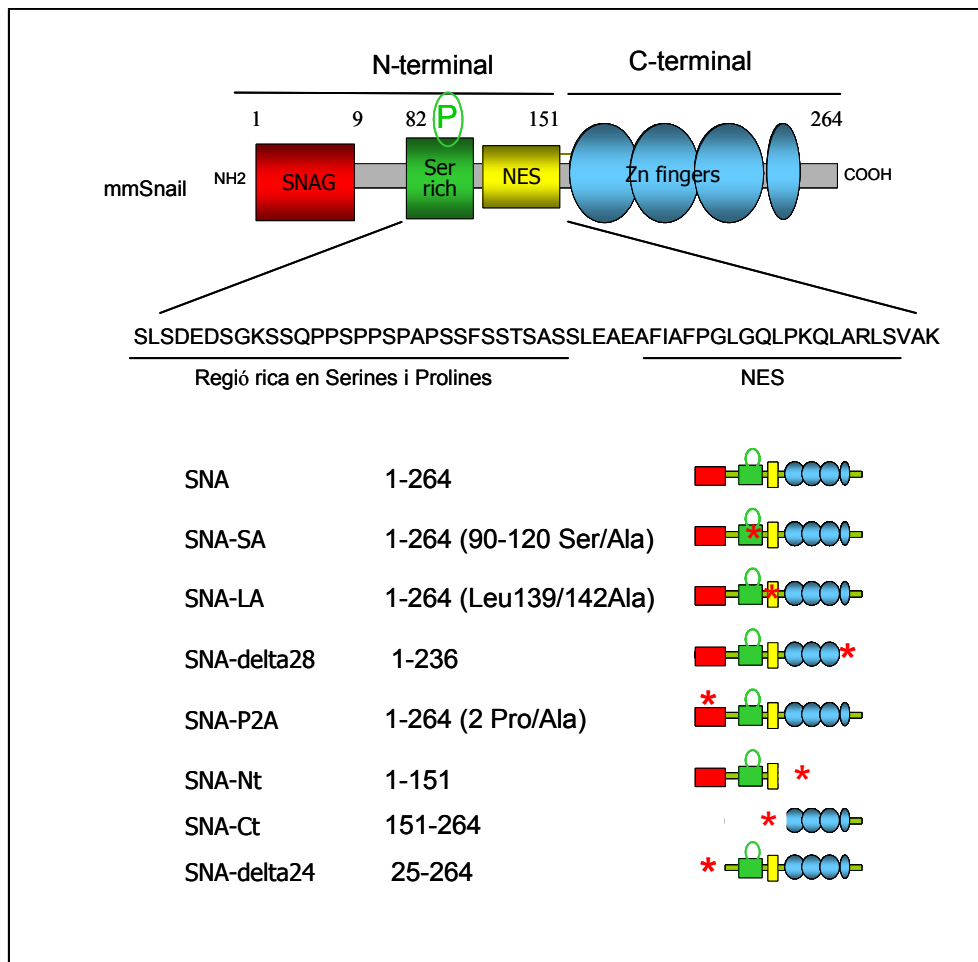 N-terminal C-terminal
1 9 82 P 151 264
mmSnail NH2 SNAG Ser rich NES Zn fingers COOH
SLSDEDSGKSSQPPSPPSPAPSSFSSTSASSLEAEAFIAFPGLGQLPKQLARLSVAK
Regió rica en Serines i Prolines NES
SNA 1-264
SNA-SA 1-264 (90-120 Ser/Ala)
SNA-LA 1-264 (Leu139/142Ala)
SNA-delta28 1-236
SNA-P2A 1-264 (2 Pro/Ala)
SNA-Nt 1-151
SNA-Ct 151-264
SNA-delta24 25-264